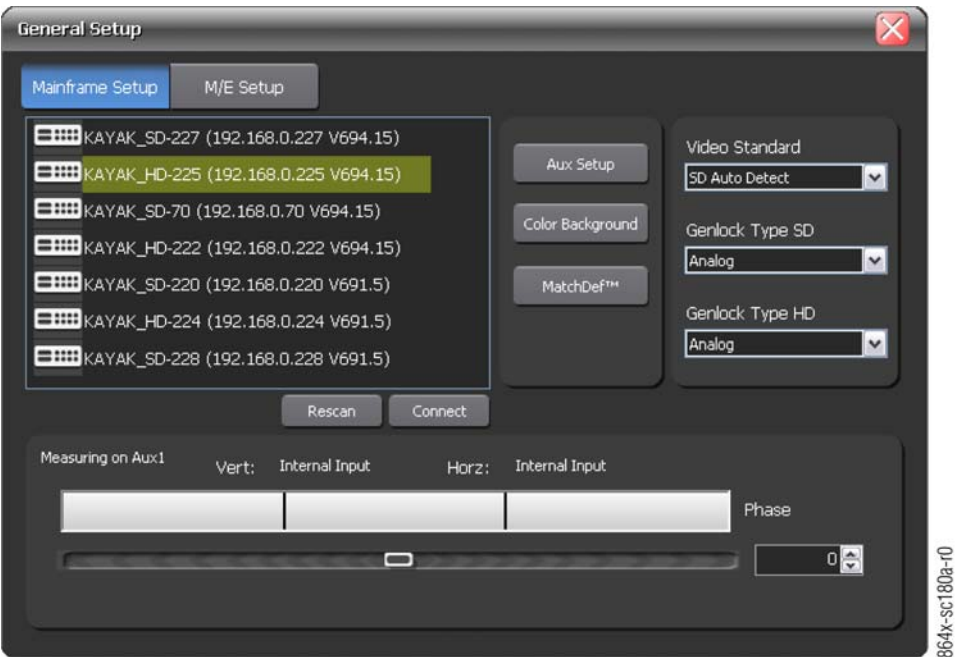 General Setup
Mainframe Setup
M/E Setup
KAYAK_SD-227 (192.168.0.227 V694.15)
KAYAK_HD-225 (192.168.0.225 V694.15)
KAYAK_SD-70 (192.168.0.70 V694.15)
KAYAK_HD-222 (192.168.0.222 V694.15)
KAYAK_SD-220 (192.168.0.220 V691.5)
KAYAK_HD-224 (192.168.0.224 V691.5)
KAYAK_SD-228 (192.168.0.228 V691.5)
Rescan
Connect
Aux Setup
Color Background
MatchDef™
Video Standard
SD Auto Detect
Genlock Type SD
Analog
Genlock Type HD
Analog
Measuring on Aux1
Vert: Internal Input
Horz: Internal Input
Phase
0
864x-sc180a-r0